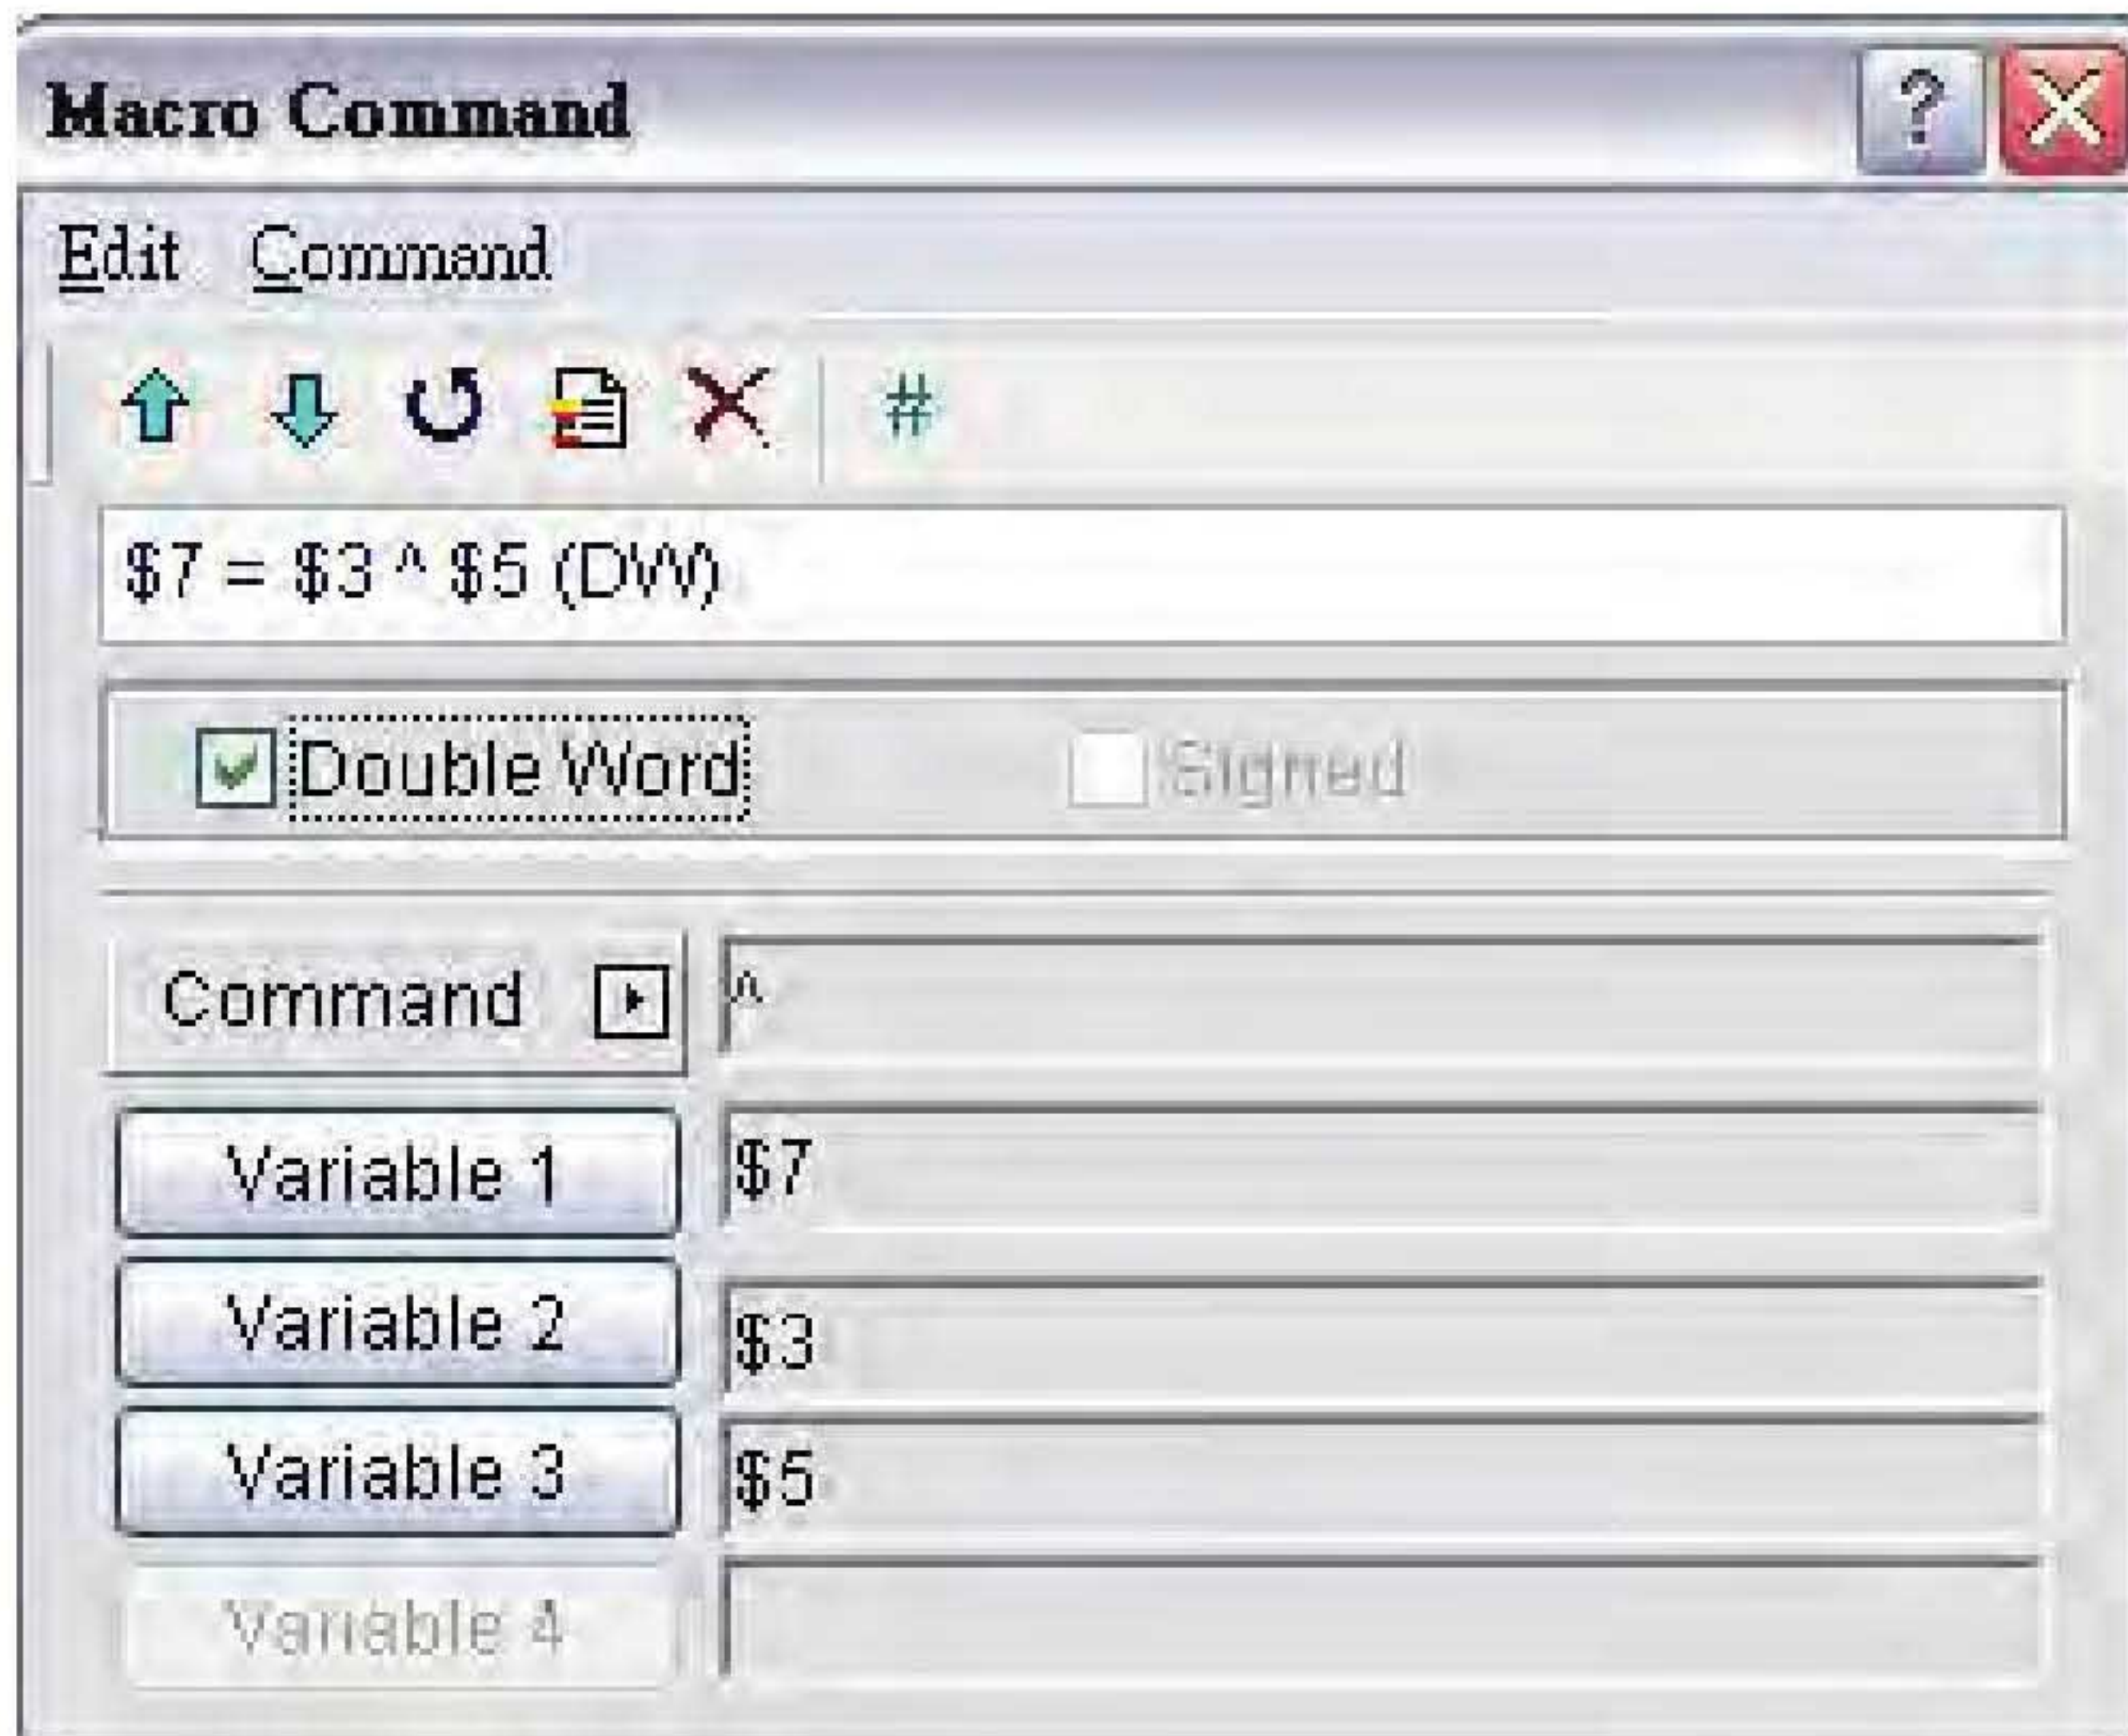 Macro Command
?
Edit Command
#
$7 = $3 ^ $5 (DW)
Double Word Signed
Command ^
Variable 1 $7
Variable 2 $3
Variable 3 $5
Variable 4